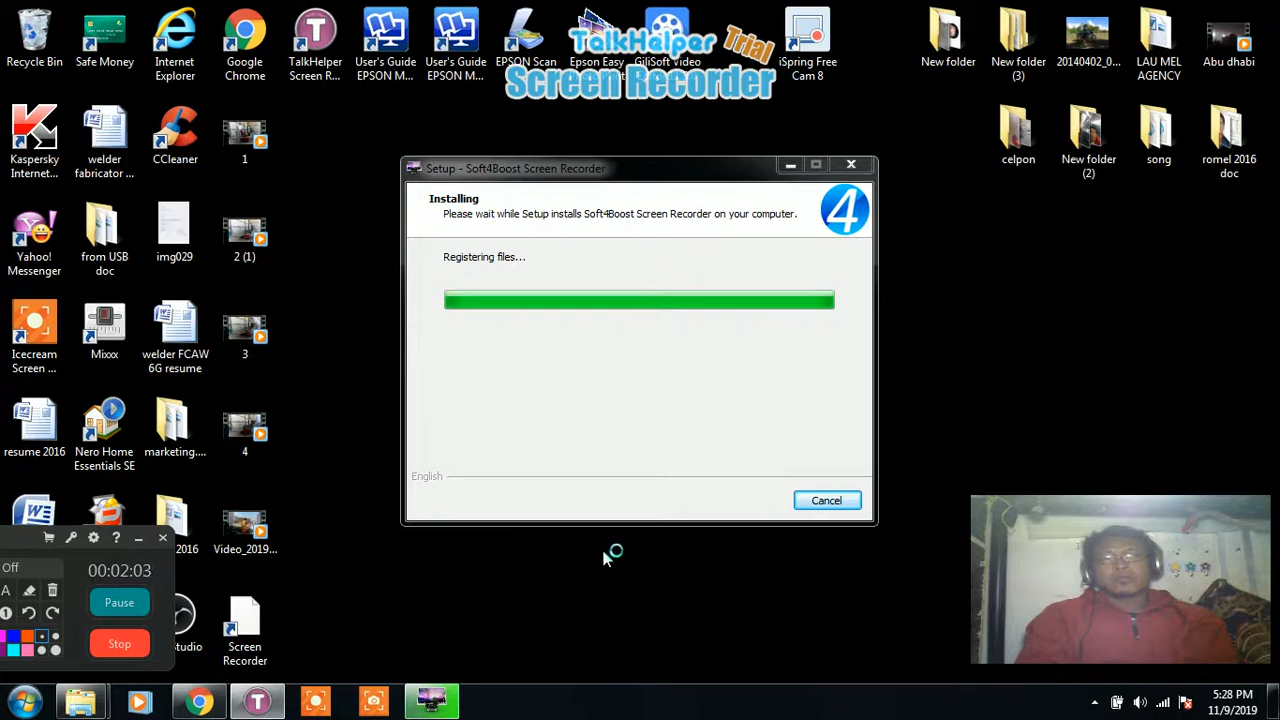 TalkHelper Trial
Screen Recorder
Recycle Bin
Safe Money
Internet
Explorer
Google
Chrome
TalkHelper
Screen R...
User's Guide
EPSON M...
User's Guide
EPSON M...
EPSON Scan
Epson Easy
GiliSoft Video
iSpring Free
Cam 8
New folder
New folder
(3)
20140402_0...
LAU MEL
AGENCY
Abu dhabi
Kaspersky
Internet...
welder
fabricator ...
CCleaner
1
celpon
New folder
(2)
song
romel 2016
doc
Yahoo!
Messenger
from USB
doc
img029
2 (1)
Icecream
Screen ...
Mixxx
welder FCAW
6G resume
3
resume 2016
Nero Home
Essentials SE
marketing....
4
2016
Video_2019...
Studio
Screen
Recorder
Setup - Soft4Boost Screen Recorder
Installing
Please wait while Setup installs Soft4Boost Screen Recorder on your computer.
4
Registering files...
English
Cancel
Off
00:02:03
A
Pause
1
Stop
T
5:28 PM
11/9/2019